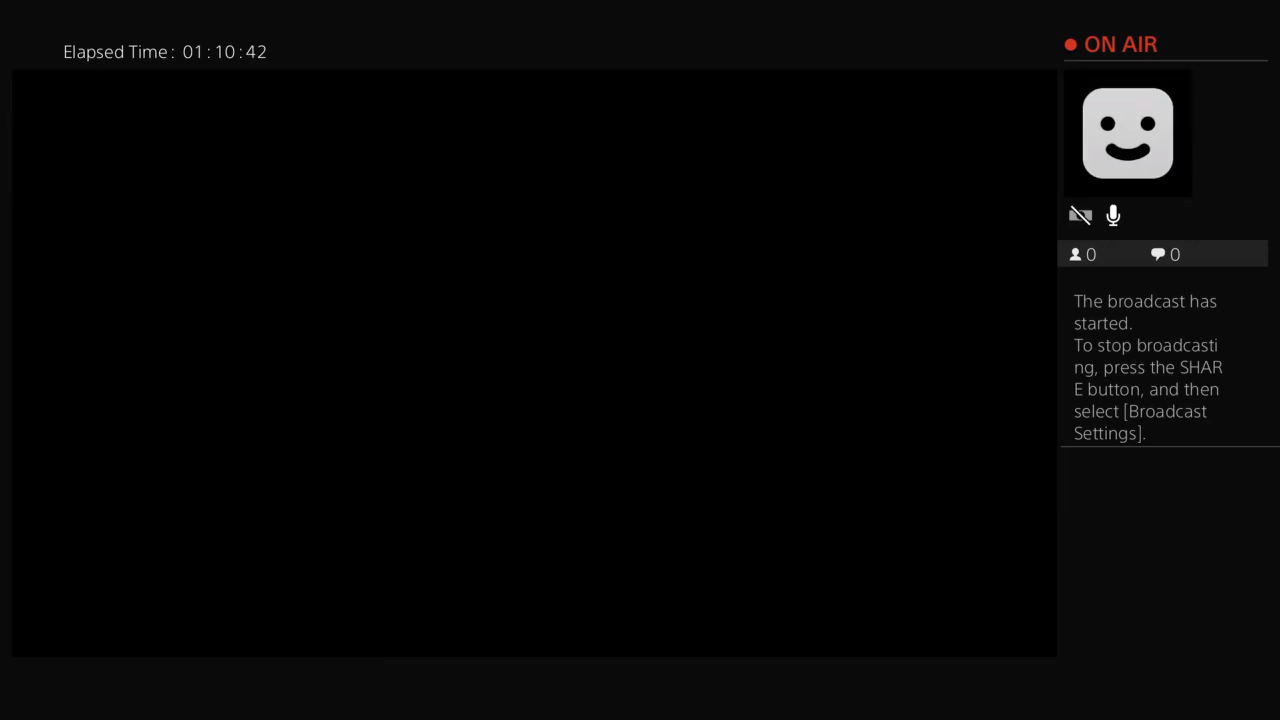 Elapsed Time: 01:10:42
ON AIR
0 0
The broadcast has
started.
To stop broadcasti
ng, press the SHAR
E button, and then
select [Broadcast
Settings].